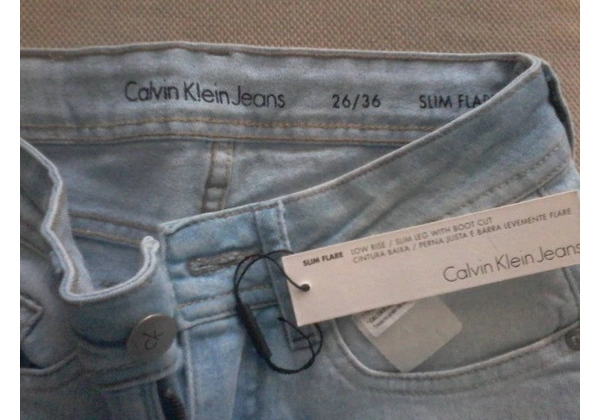 Calvin Klein Jeans 26/36 SLIM FLARE
SLIM FLARE LOW RISE / SLIM LEG WITH BOOT CUT
CINTURA BAIXA / PERNA JUSTA E BARRA LEVEMENTE FLARE
Calvin Klein Jeans